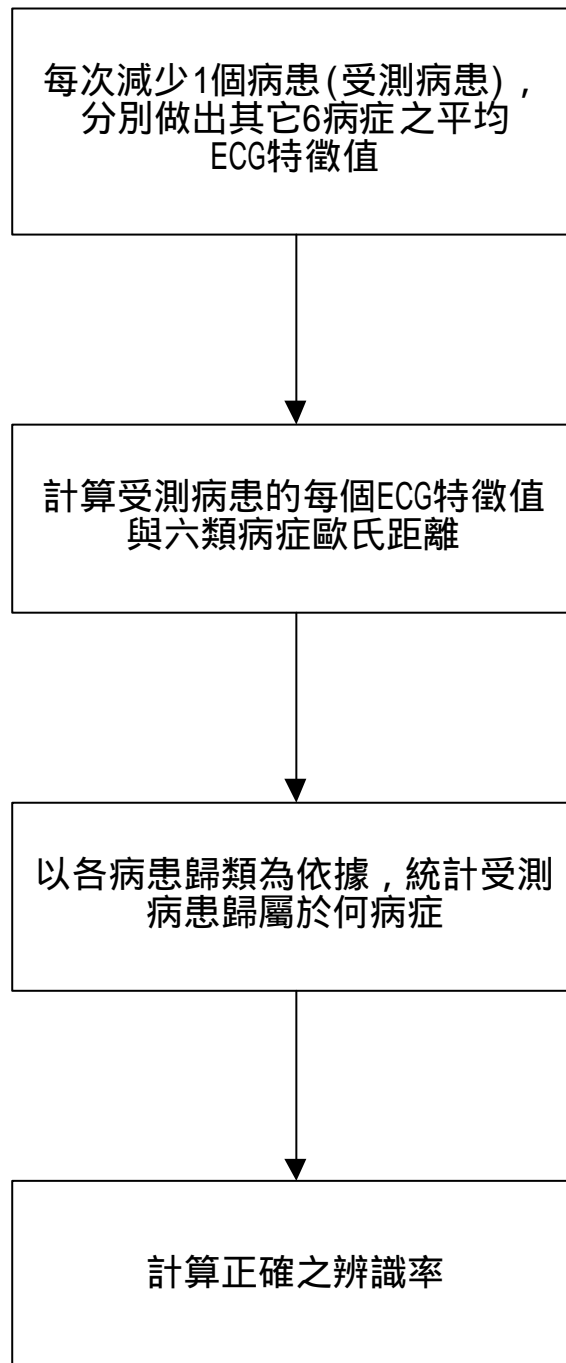 每次減少1個病患(受測病患),
分別做出其它6病症之平均
ECG特徵值
計算受測病患的每個ECG特徵值
與六類病症歐氏距離
以各病患歸類為依據,統計受測
病患歸屬於何病症
計算正確之辨識率